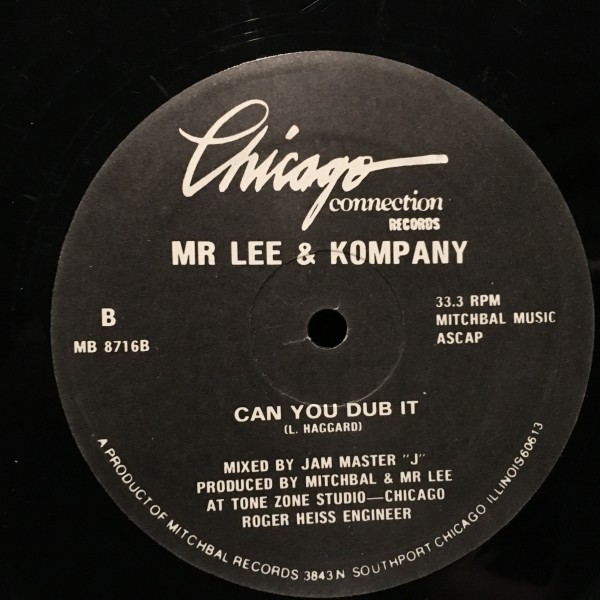 Chicago
connection
RECORDS
MR LEE & KOMPANY
B
MB 8716B
33.3 RPM
MITCHBAL MUSIC
ASCAP
CAN YOU DUB IT
(L. HAGGARD)
MIXED BY JAM MASTER "J"
PRODUCED BY MITCHBAL & MR LEE
AT TONE ZONE STUDIO—CHICAGO
ROGER HEISS ENGINEER
A PRODUCT OF MITCHBAL RECORDS 3843 N SOUTHPORT CHICAGO ILLINOIS 60613